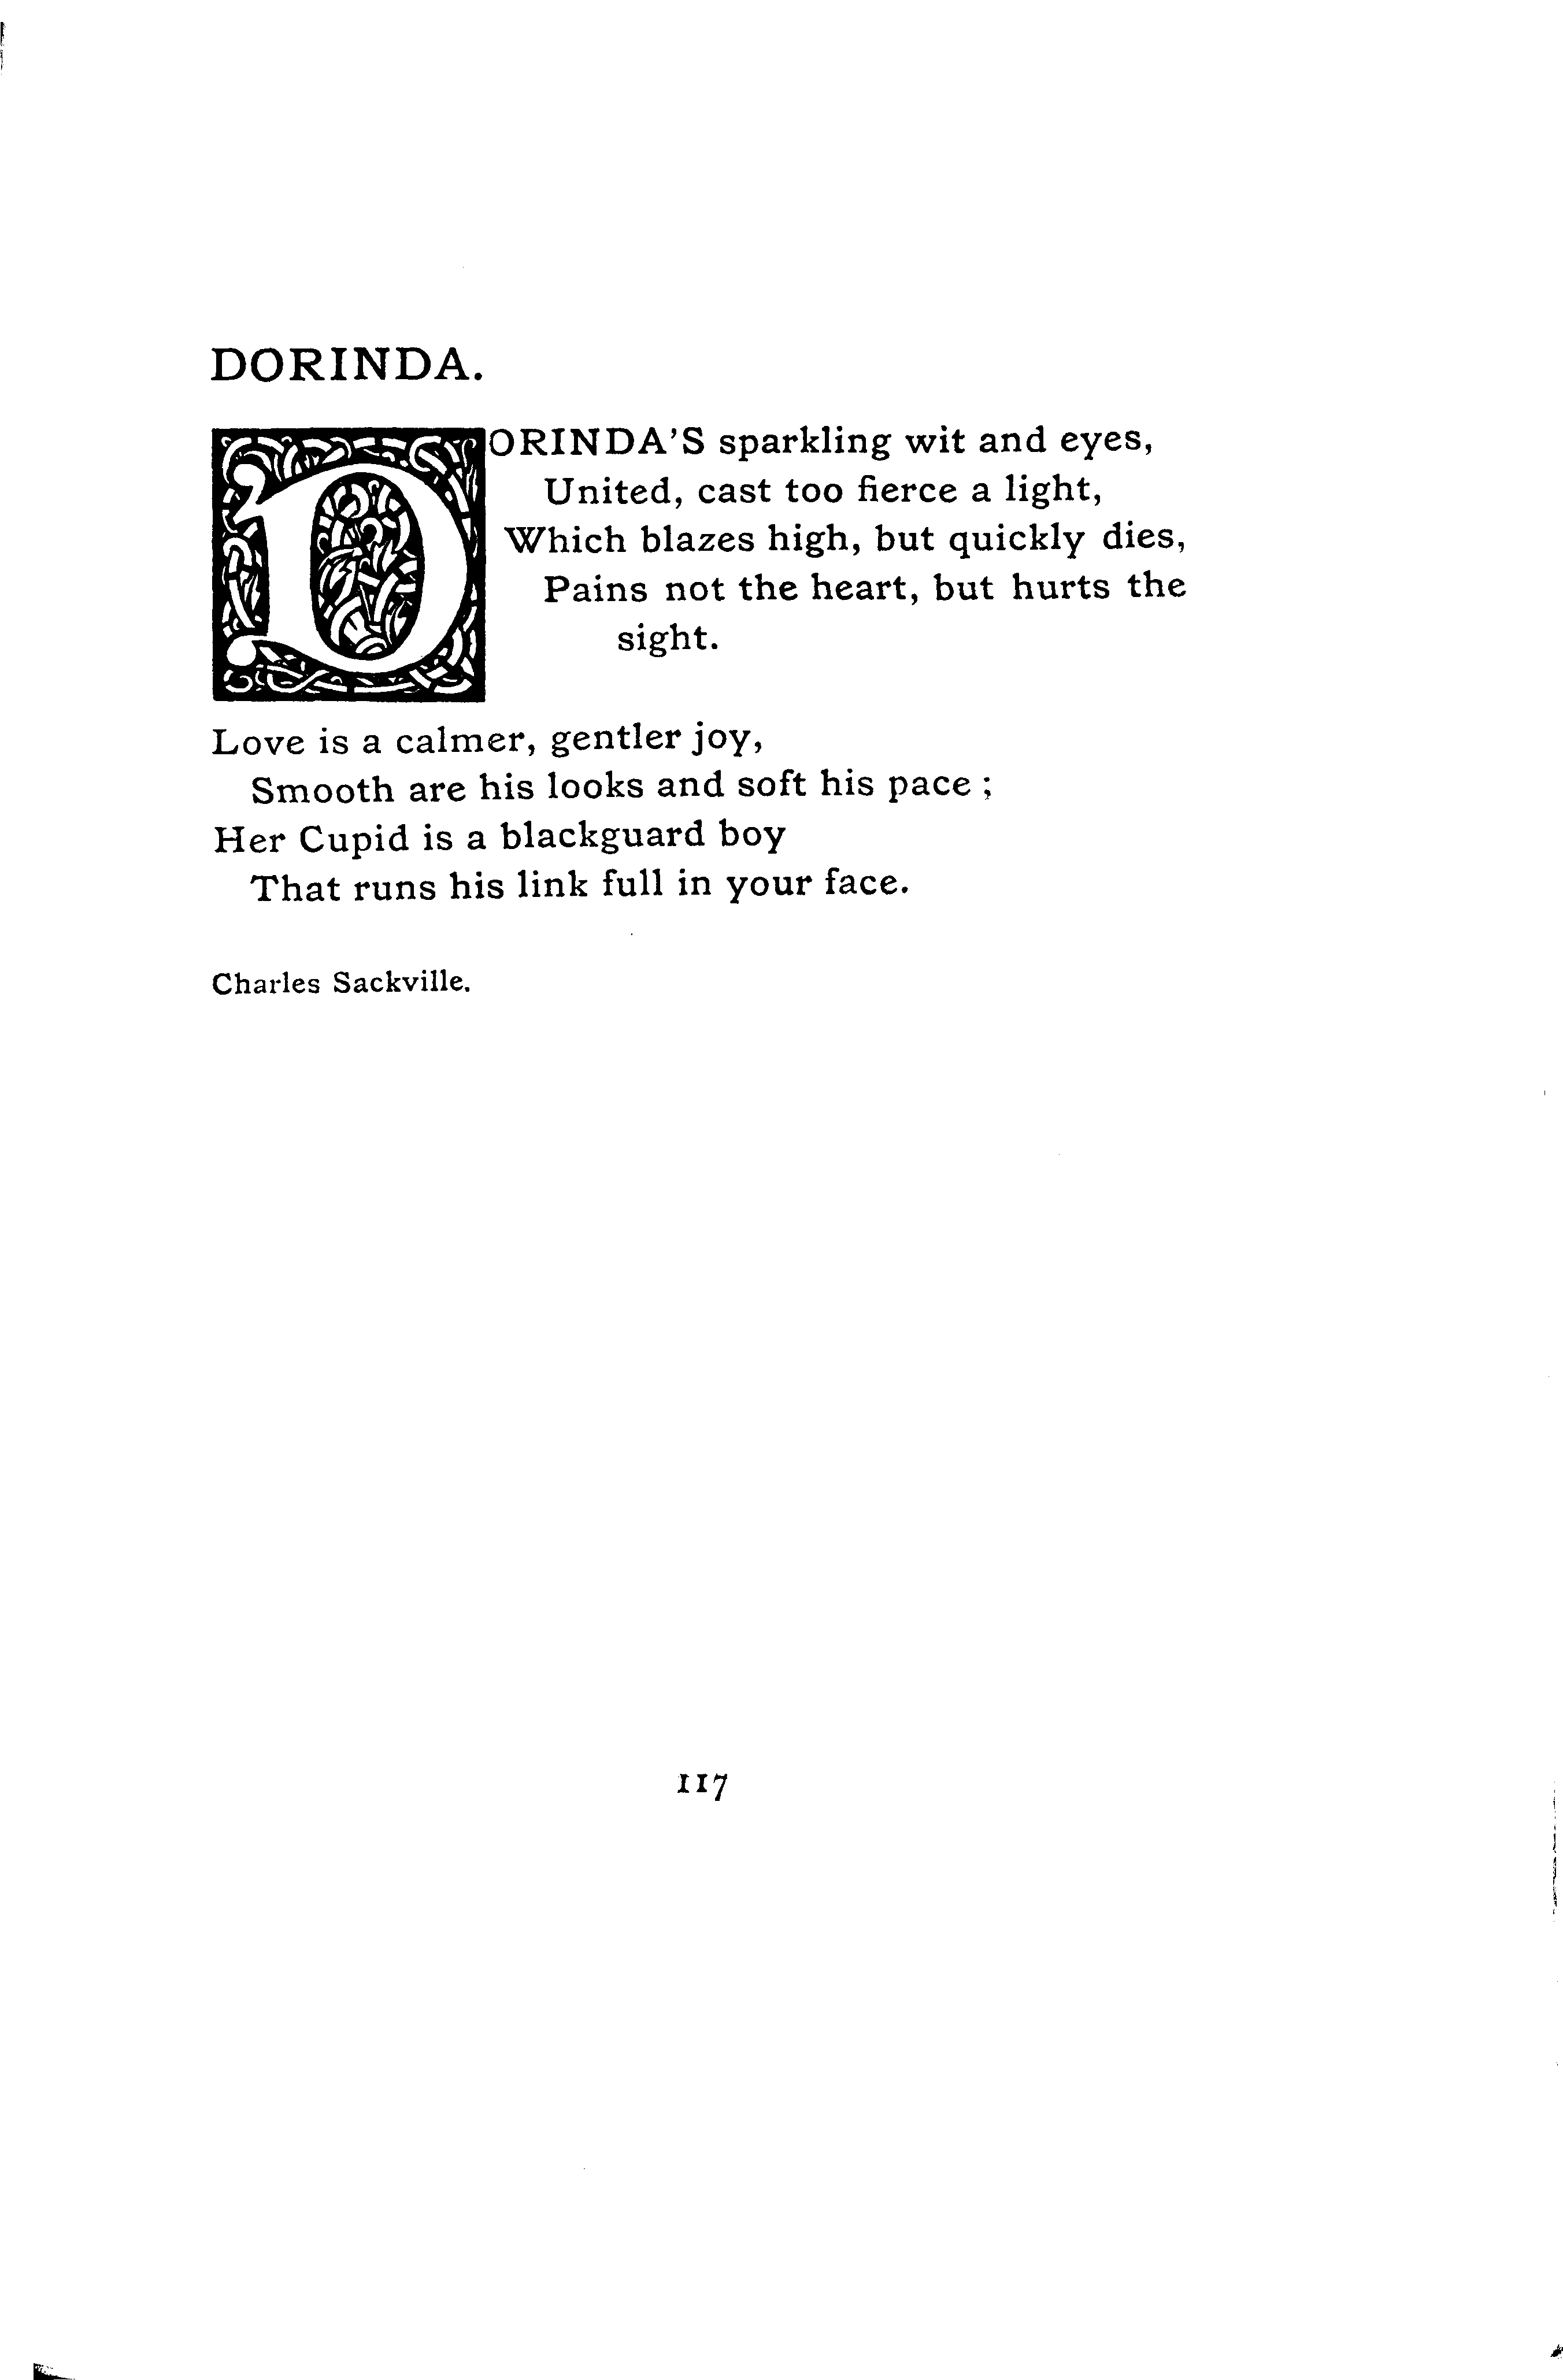 DORINDA.
DORINDA'S sparkling wit and eyes,
United, cast too fierce a light,
Which blazes high, but quickly dies,
Pains not the heart, but hurts the
sight.
Love is a calmer, gentler joy,
Smooth are his looks and soft his pace ;
Her Cupid is a blackguard boy
That runs his link full in your face.
Charles Sackville.
117